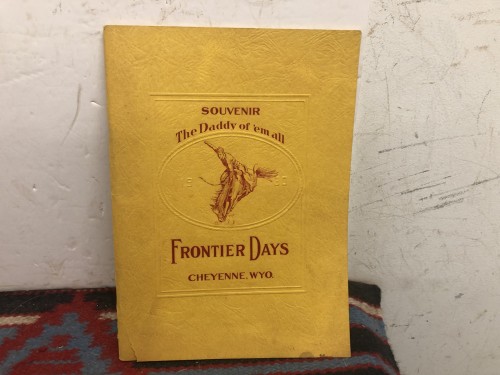 SOUVENIR
The Daddy of 'em all
FRONTIER DAYS
CHEYENNE, WYO.